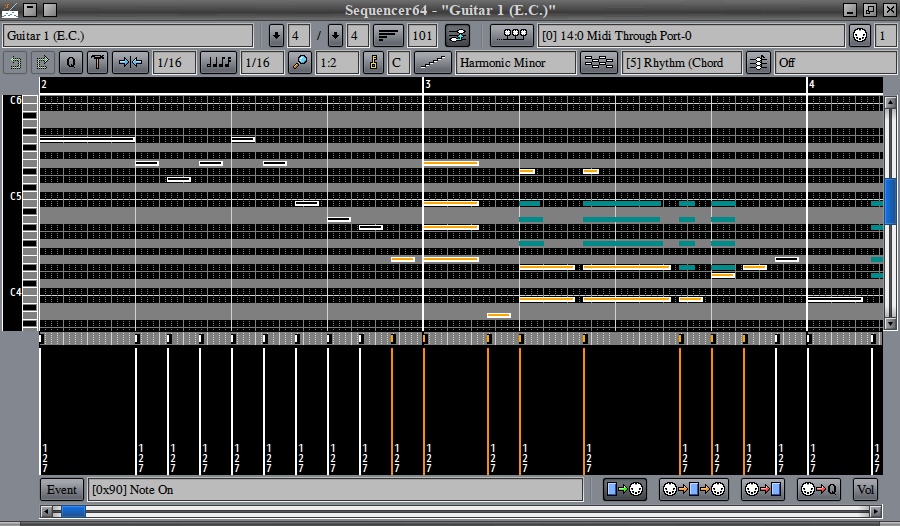 Sequencer64 - "Guitar 1 (E.C.)"
Guitar 1 (E.C.) 4 / 4 101 [0] 14:0 Midi Through Port-0 1
Q T 1/16 1/16 1:2 C Harmonic Minor [5] Rhythm (Chord Off
2 3 4
C6
C5
C4
127 127 127 127 127 127 127 127 127 127 127 127 127 127 127 127 127 127 127 127 127 127
Event [0x90] Note On Q Vol